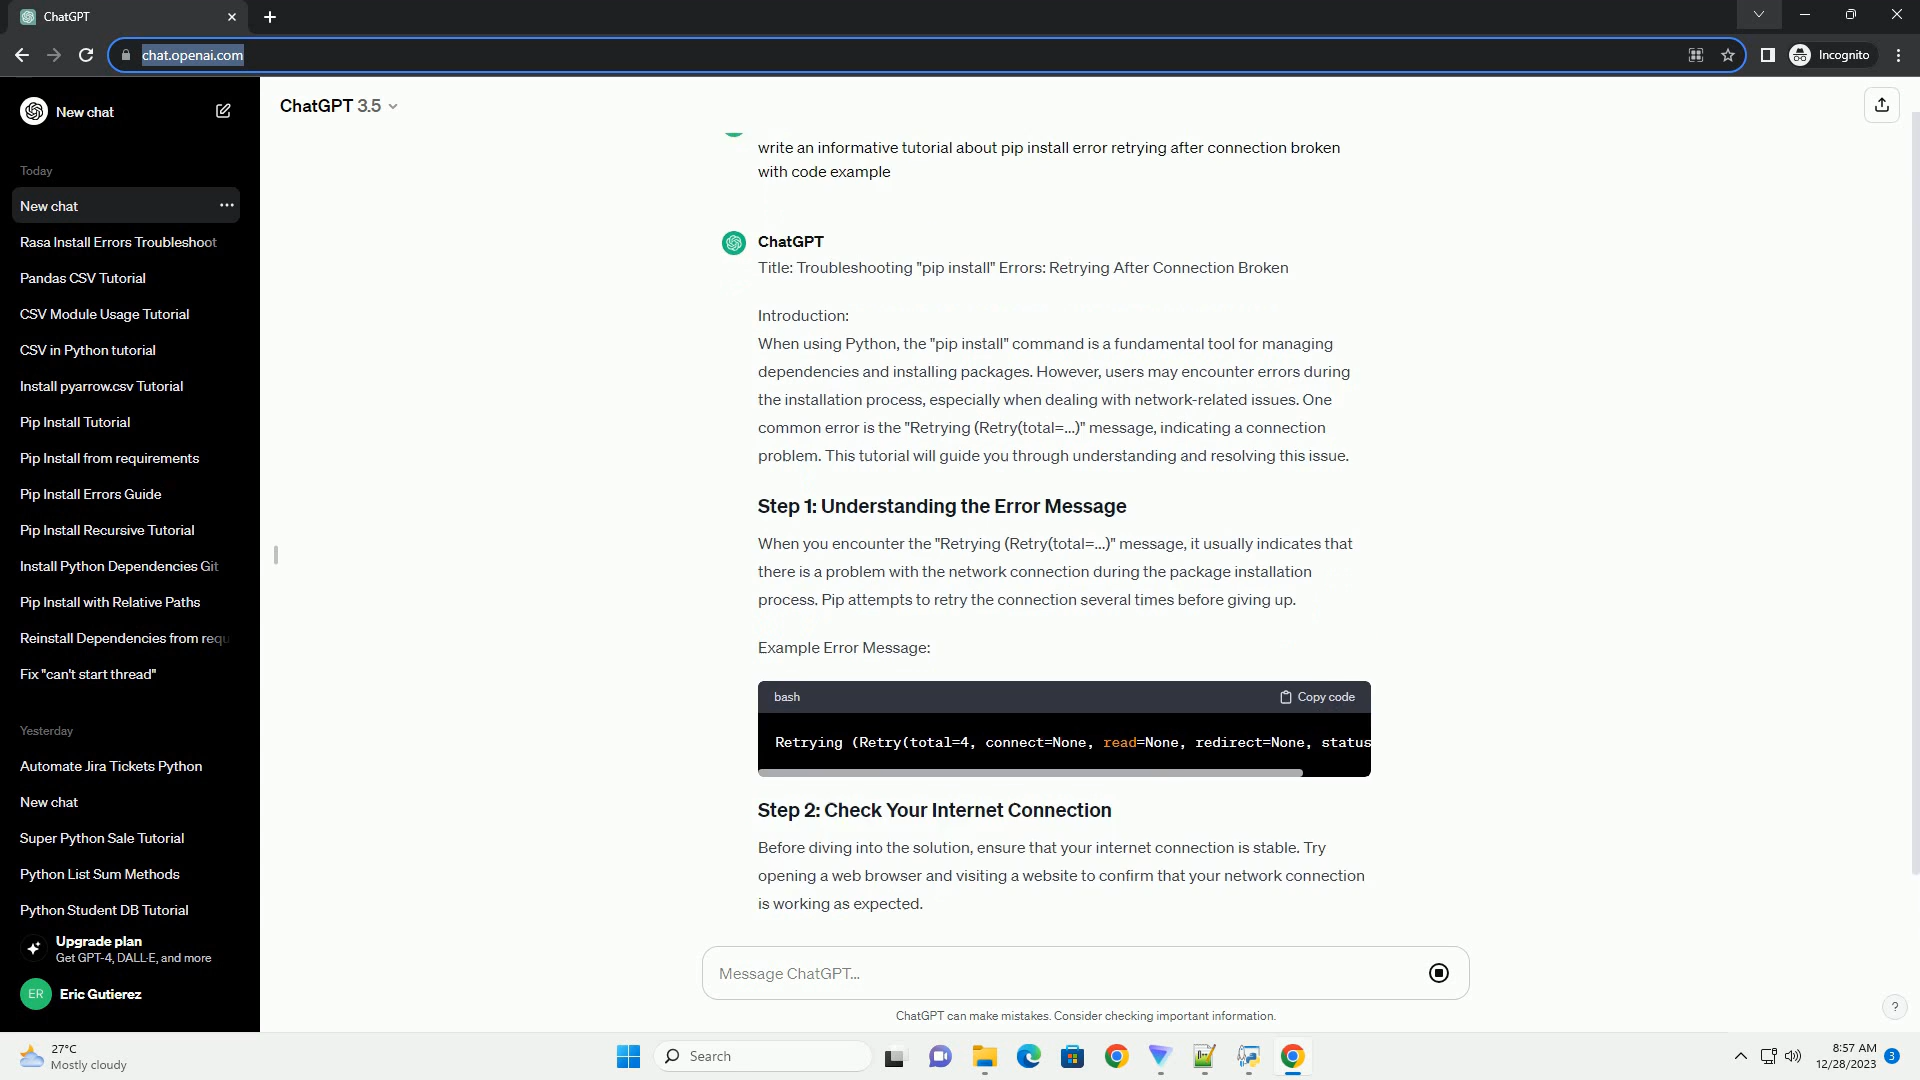 ChatGPT
chat.openai.com
Incognito
New chat
Today
New chat
Rasa Install Errors Troubleshoot
Pandas CSV Tutorial
CSV Module Usage Tutorial
CSV in Python tutorial
Install pyarrow.csv Tutorial
Pip Install Tutorial
Pip Install from requirements
Pip Install Errors Guide
Pip Install Recursive Tutorial
Install Python Dependencies Git
Pip Install with Relative Paths
Reinstall Dependencies from requ
Fix "can't start thread"
Yesterday
Automate Jira Tickets Python
New chat
Super Python Sale Tutorial
Python List Sum Methods
Python Student DB Tutorial
Upgrade plan
Get GPT-4, DALL·E, and more
ER
Eric Gutierez
ChatGPT 3.5
write an informative tutorial about pip install error retrying after connection broken
with code example
ChatGPT
Title: Troubleshooting "pip install" Errors: Retrying After Connection Broken
Introduction:
When using Python, the "pip install" command is a fundamental tool for managing
dependencies and installing packages. However, users may encounter errors during
the installation process, especially when dealing with network-related issues. One
common error is the "Retrying (Retry(total=...)" message, indicating a connection
problem. This tutorial will guide you through understanding and resolving this issue.
Step 1: Understanding the Error Message
When you encounter the "Retrying (Retry(total=...)" message, it usually indicates that
there is a problem with the network connection during the package installation
process. Pip attempts to retry the connection several times before giving up.
Example Error Message:
bash
Copy code
Retrying (Retry(total=4, connect=None, read=None, redirect=None, status
Step 2: Check Your Internet Connection
Before diving into the solution, ensure that your internet connection is stable. Try
opening a web browser and visiting a website to confirm that your network connection
is working as expected.
Message ChatGPT...
ChatGPT can make mistakes. Consider checking important information.
?
27°C
Mostly cloudy
Search
8:57 AM
12/28/2023
3